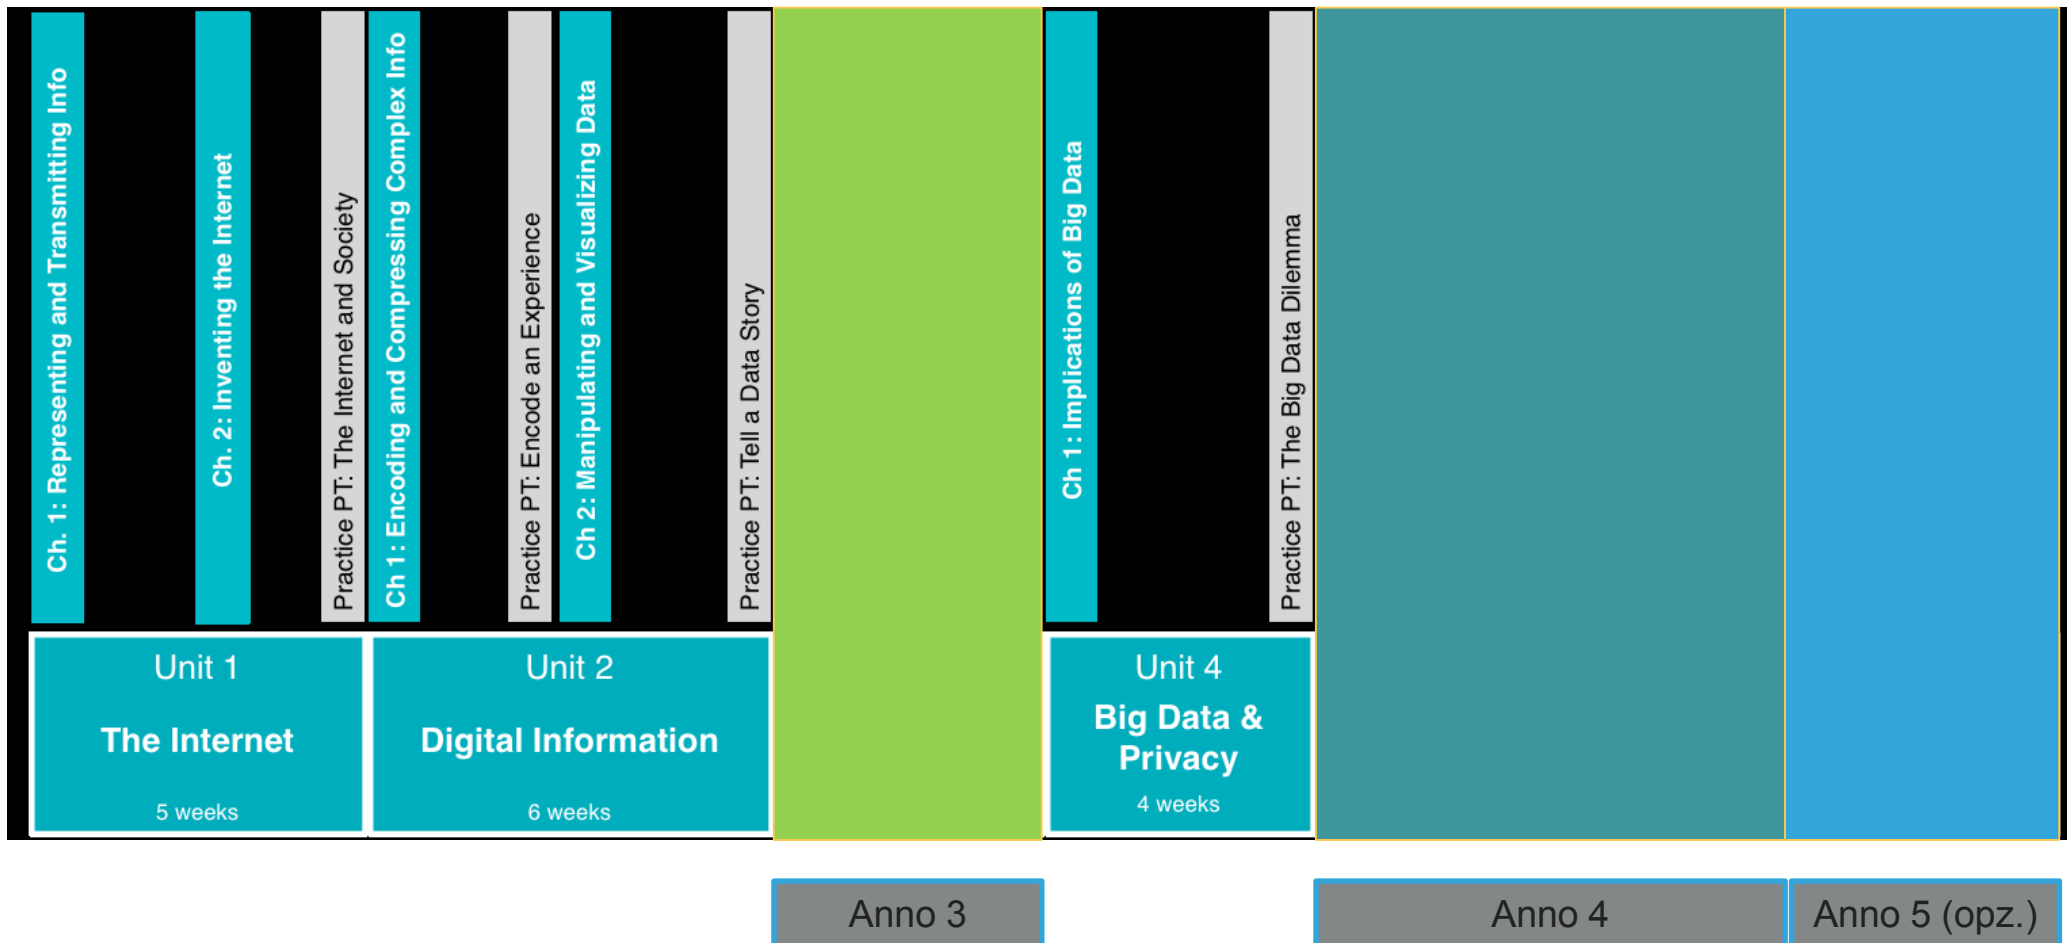 Ch. 1: Representing and Transmitting Info
Ch. 2: Inventing the Internet
Practice PT: The Internet and Society
Ch 1: Encoding and Compressing Complex Info
Practice PT: Encode an Experience
Ch 2: Manipulating and Visualizing Data
Practice PT: Tell a Data Story
Ch 1: Implications of Big Data
Practice PT: The Big Data Dilemma
Unit 1
The Internet
5 weeks
Unit 2
Digital Information
6 weeks
Unit 4
Big Data &
Privacy
4 weeks
Anno 3
Anno 4
Anno 5 (opz.)